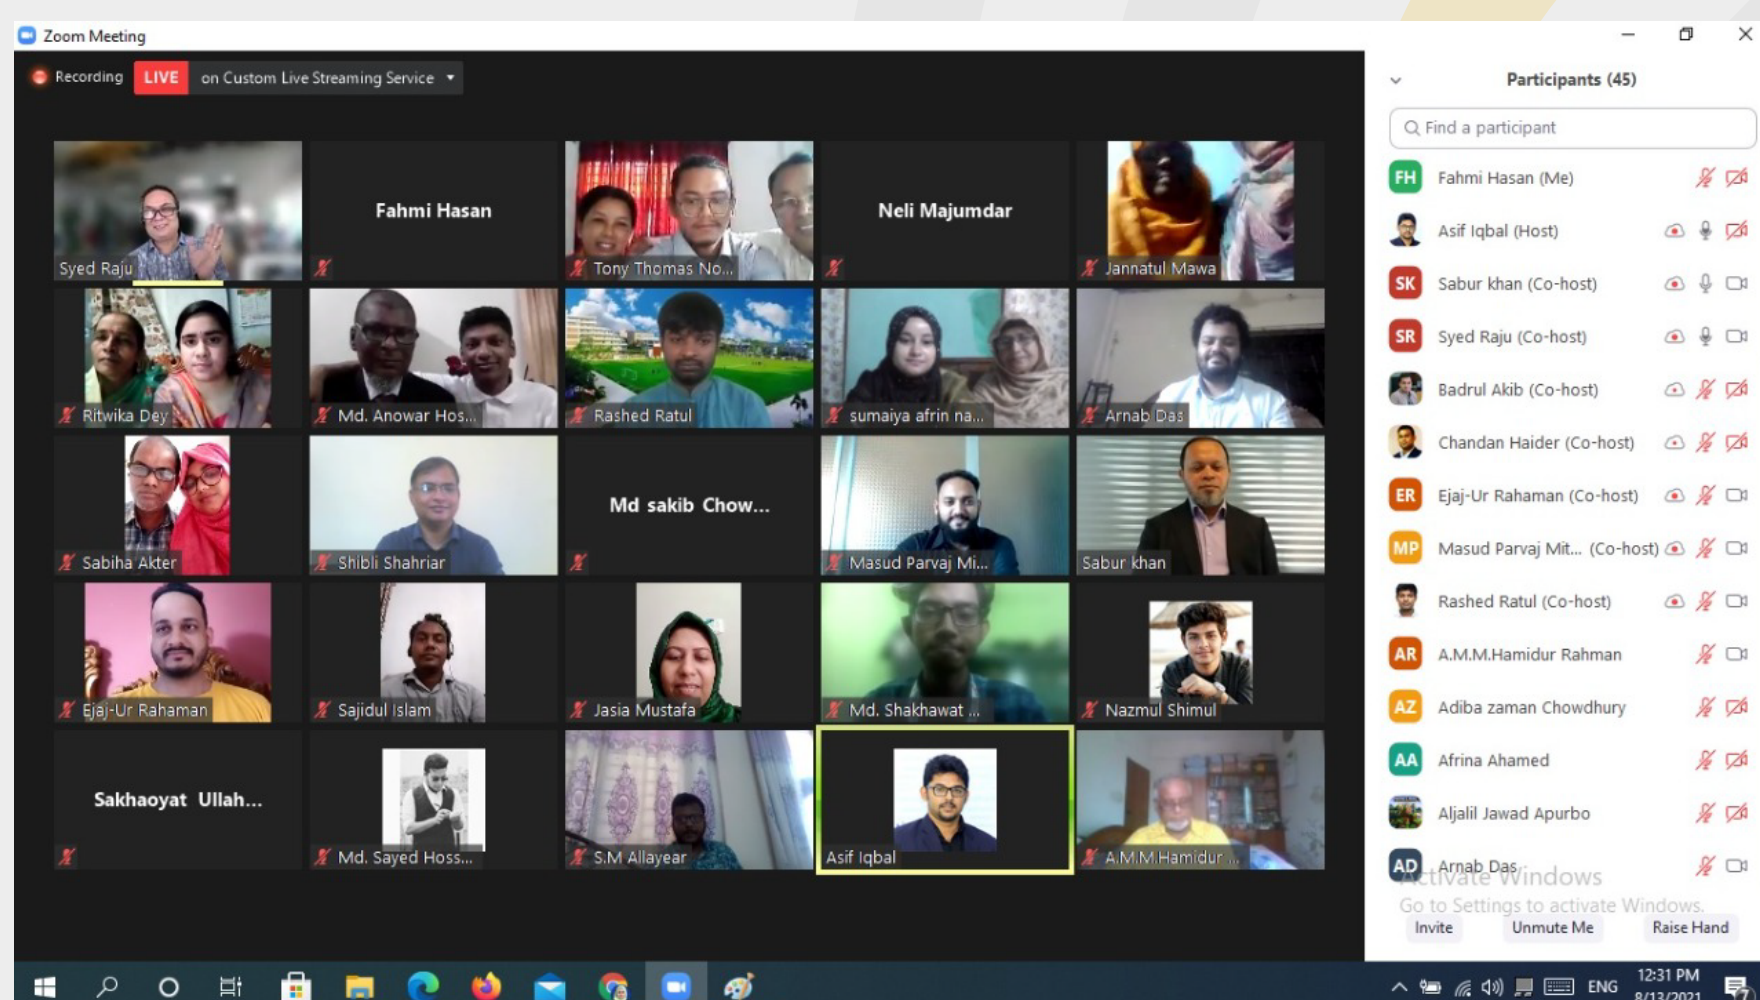 Zoom Meeting
Recording
LIVE
on Custom Live Streaming Service
Syed Raju
Fahmi Hasan
Tony Thomas No...
Neli Majumdar
Jannatul Mawa
Ritwika Dey
Md. Anowar Hos...
Rashed Ratul
sumaiya afrin na...
Arnab Das
Sabiha Akter
Shibli Shahriar
Md sakib Chow...
Masud Parvaj Mi...
Sabur khan
Ejaj-Ur Rahaman
Sajidul Islam
Jasia Mustafa
Md. Shakhawat ...
Nazmul Shimul
Sakhaoyat Ullah...
Md. Sayed Hoss...
S.M Allayear
Asif Iqbal
A.M.M.Hamidur ...
Participants (45)
Find a participant
FH Fahmi Hasan (Me)
Asif Iqbal (Host)
SK Sabur khan (Co-host)
SR Syed Raju (Co-host)
Badrul Akib (Co-host)
Chandan Haider (Co-host)
ER Ejaj-Ur Rahaman (Co-host)
MP Masud Parvaj Mit... (Co-host)
Rashed Ratul (Co-host)
AR A.M.M.Hamidur Rahman
AZ Adiba zaman Chowdhury
AA Afrina Ahamed
Aljalil Jawad Apurbo
AD Arnab Das
Activate Windows
Go to Settings to activate Windows.
Invite
Unmute Me
Raise Hand
ENG
12:31 PM
8/13/2021